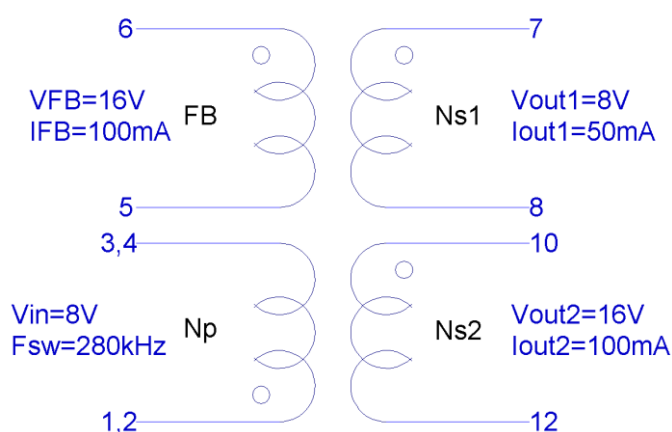 6
7
VFB=16V
IFB=100mA
FB
Ns1
Vout1=8V
Iout1=50mA
5
8
3,4
10
Vin=8V
Fsw=280kHz
Np
Ns2
Vout2=16V
Iout2=100mA
1,2
12